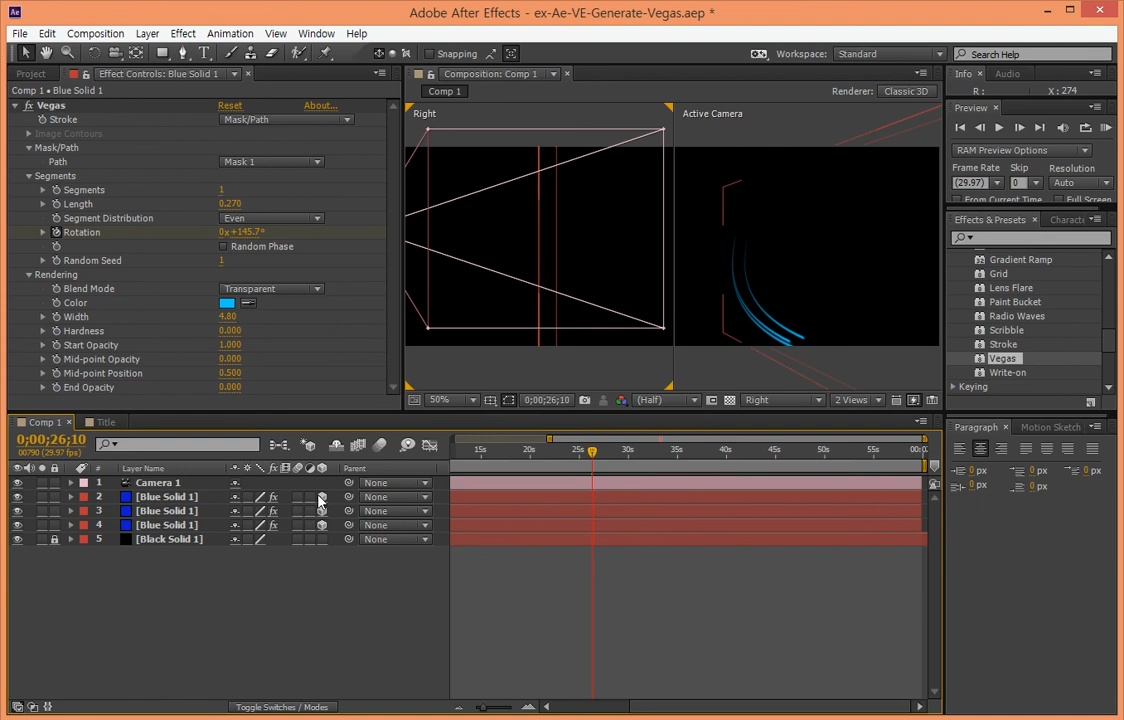 Ae Adobe After Effects - ex-Ae-VE-Generate-Vegas.aep *
File Edit Composition Layer Effect Animation View Window Help
Snapping Workspace: Standard Search Help
Project Effect Controls: Blue Solid 1
Comp 1 • Blue Solid 1
fx Vegas Reset About...
Stroke Mask/Path
Image Contours
Mask/Path
Path Mask 1
Segments
Segments 1
Length 0.270
Segment Distribution Even
Rotation 0x +145.7°
Random Phase
Random Seed 1
Rendering
Blend Mode Transparent
Color
Width 4.80
Hardness 0.000
Start Opacity 1.000
Mid-point Opacity 0.000
Mid-point Position 0.500
End Opacity 0.000
Composition: Comp 1
Comp 1 Renderer: Classic 3D
Right Active Camera
50% 0;00;26;10 (Half) Right 2 Views
Info Audio
R : X : 274
Preview
RAM Preview Options
Frame Rate Skip Resolution
(29.97) 0 Auto
From Current Time Full Screen
Effects & Presets Characte
Gradient Ramp
Grid
Lens Flare
Paint Bucket
Radio Waves
Scribble
Stroke
Vegas
Write-on
Keying
Paragraph Motion Sketch
0 px 0 px 0 px
0 px 0 px
Comp 1 Title
0;00;26;10
00790 (29.97 fps)
15s 20s 25s 30s 35s 40s 45s 50s 55s 00:
# Layer Name fx Parent
1 Camera 1 None
2 [Blue Solid 1] fx None
3 [Blue Solid 1] fx None
4 [Blue Solid 1] fx None
5 [Black Solid 1] None
Toggle Switches / Modes